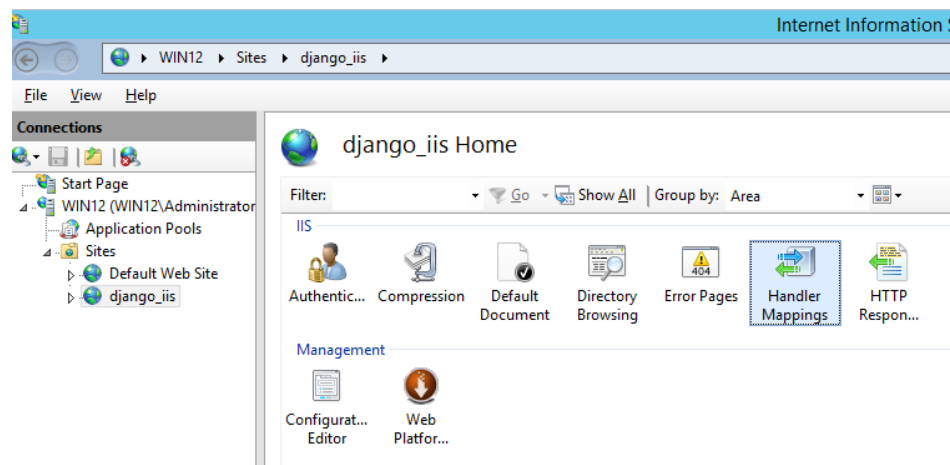 Internet Information
WIN12 Sites django_iis
File View Help
Connections
django_iis Home
Start Page
Filter: Go Show All Group by: Area
WIN12 (WIN12\Administrator
IIS
Application Pools
Sites
Default Web Site
django_iis
404
Authentic... Compression Default Directory Error Pages Handler HTTP
Document Browsing Mappings Respon...
Management
Configurat... Web
Editor Platfor...